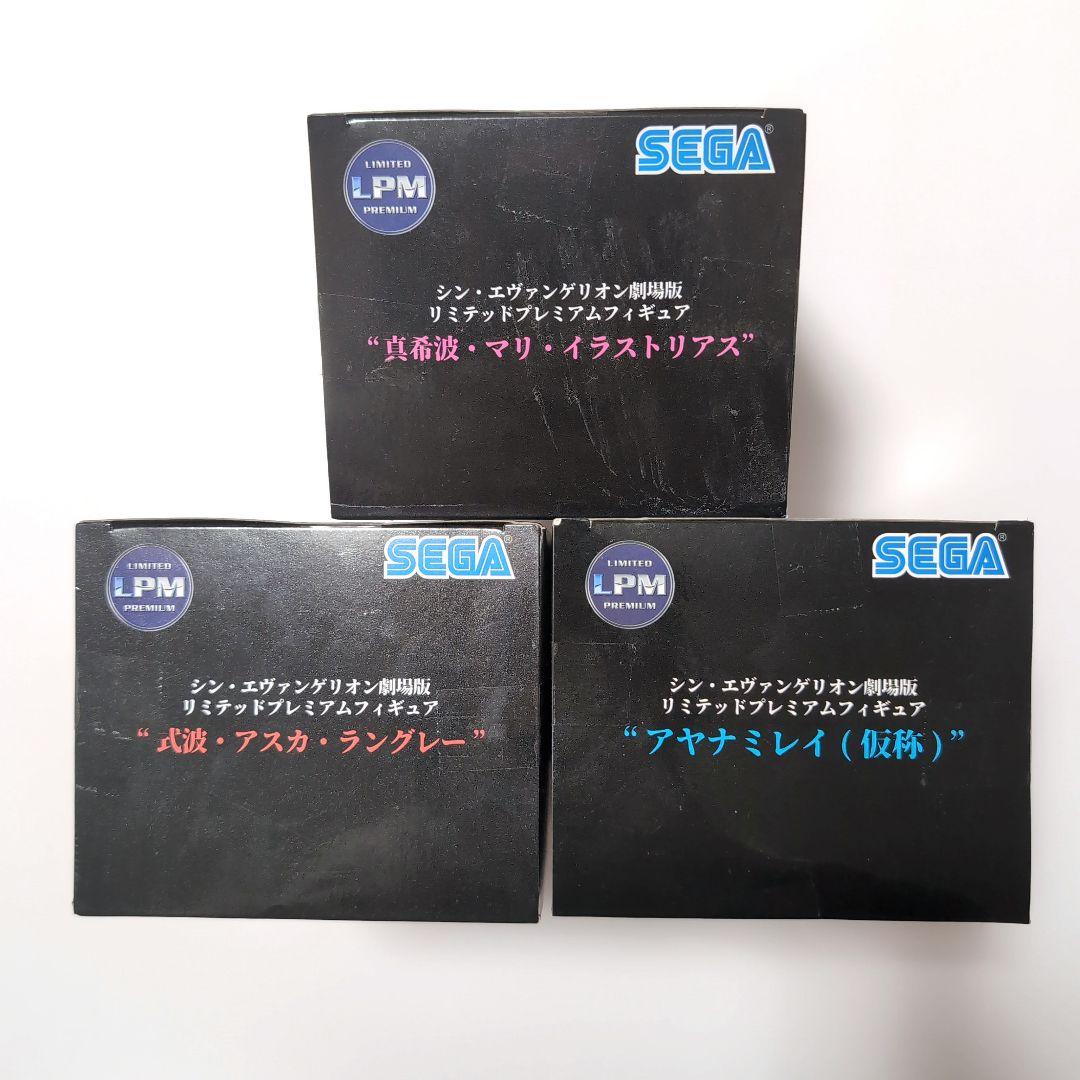 LIMITED
LPM
PREMIUM
SEGA®
シン・エヴァンゲリオン劇場版
リミテッドプレミアムフィギュア
“真希波・マリ・イラストリアス”
LIMITED
LPM
PREMIUM
SEGA®
シン・エヴァンゲリオン劇場版
リミテッドプレミアムフィギュア
“式波・アスカ・ラングレー”
LIMITED
LPM
PREMIUM
SEGA®
シン・エヴァンゲリオン劇場版
リミテッドプレミアムフィギュア
“アヤナミレイ(仮称)”